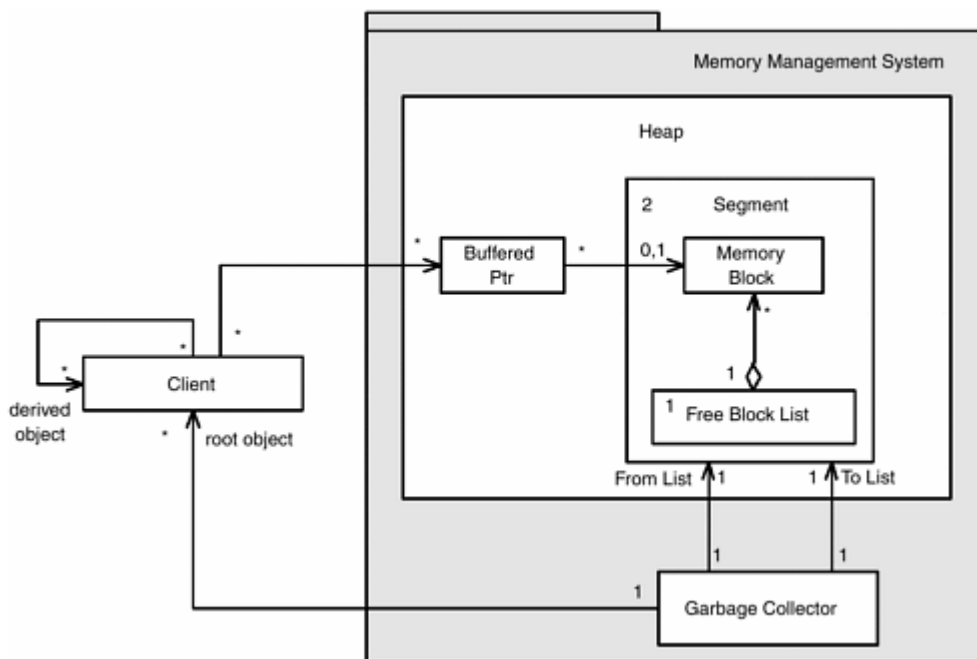 Memory Management System
Heap
2 Segment
* Buffered Ptr * 0,1 Memory Block
*
*
1
* * Client
derived object
1 Free Block List
* root object
From List 1 1 To List
1 1
1 Garbage Collector